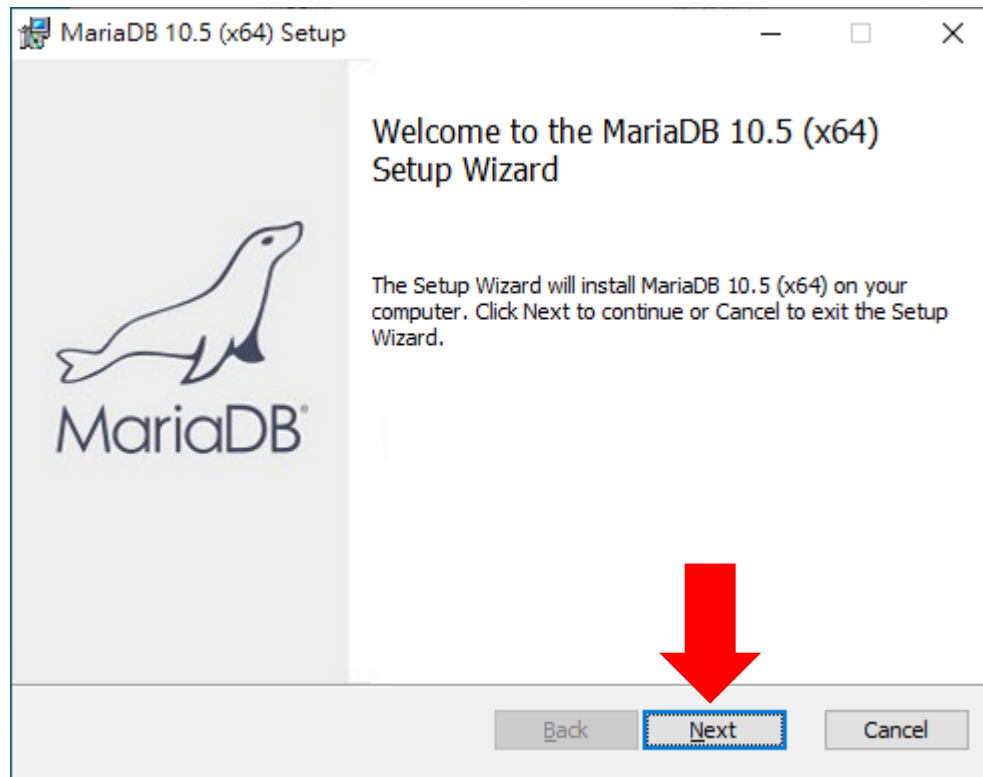 MariaDB 10.5 (x64) Setup
Welcome to the MariaDB 10.5 (x64)
Setup Wizard
The Setup Wizard will install MariaDB 10.5 (x64) on your
computer. Click Next to continue or Cancel to exit the Setup
Wizard.
MariaDB®
Back
Next
Cancel